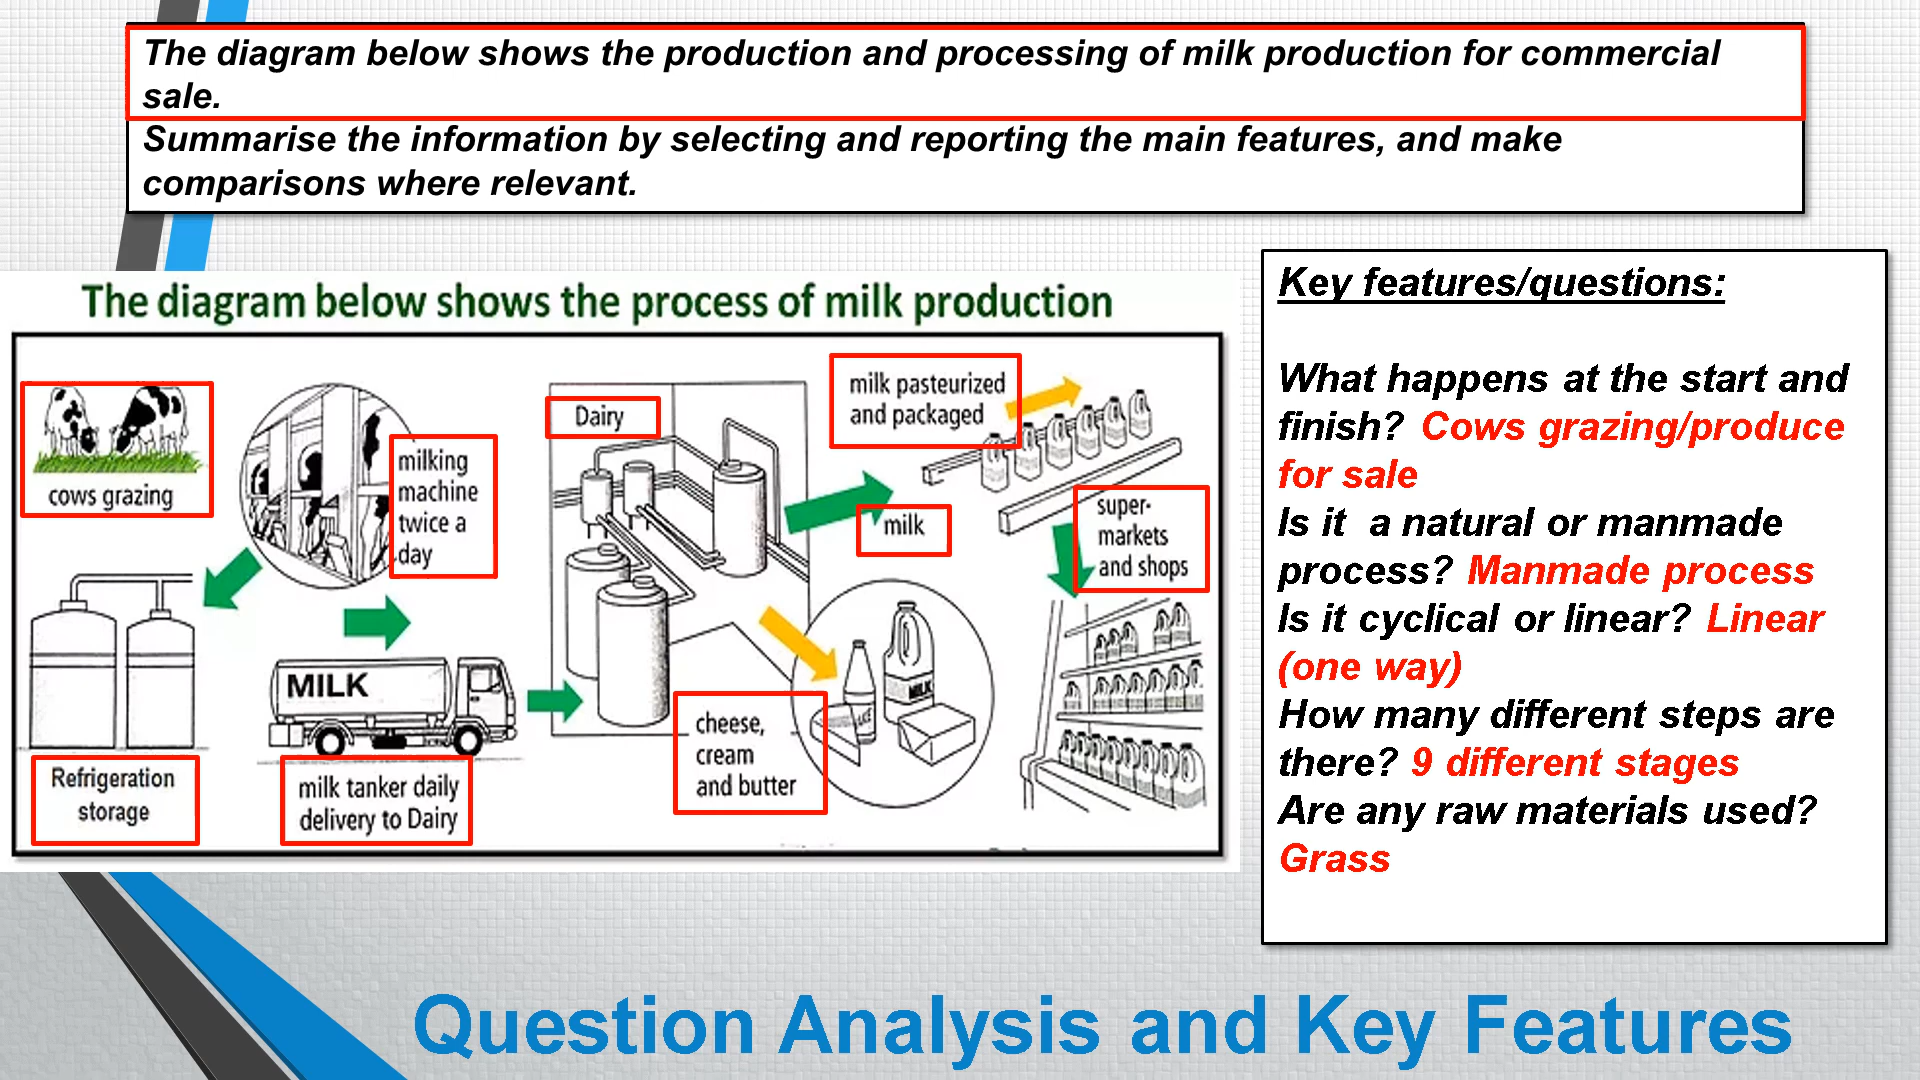 The diagram below shows the production and processing of milk production for commercial
sale.
Summarise the information by selecting and reporting the main features, and make
comparisons where relevant.
The diagram below shows the process of milk production
cows grazing
milking
machine
twice a
day
Refrigeration
storage
MILK
milk tanker daily
delivery to Dairy
Dairy
milk pasteurized
and packaged
milk
super-
markets
and shops
cheese,
cream
and butter
MILK
Key features/questions:
What happens at the start and
finish? Cows grazing/produce
for sale
Is it a natural or manmade
process? Manmade process
Is it cyclical or linear? Linear
(one way)
How many different steps are
there? 9 different stages
Are any raw materials used?
Grass
Question Analysis and Key Features